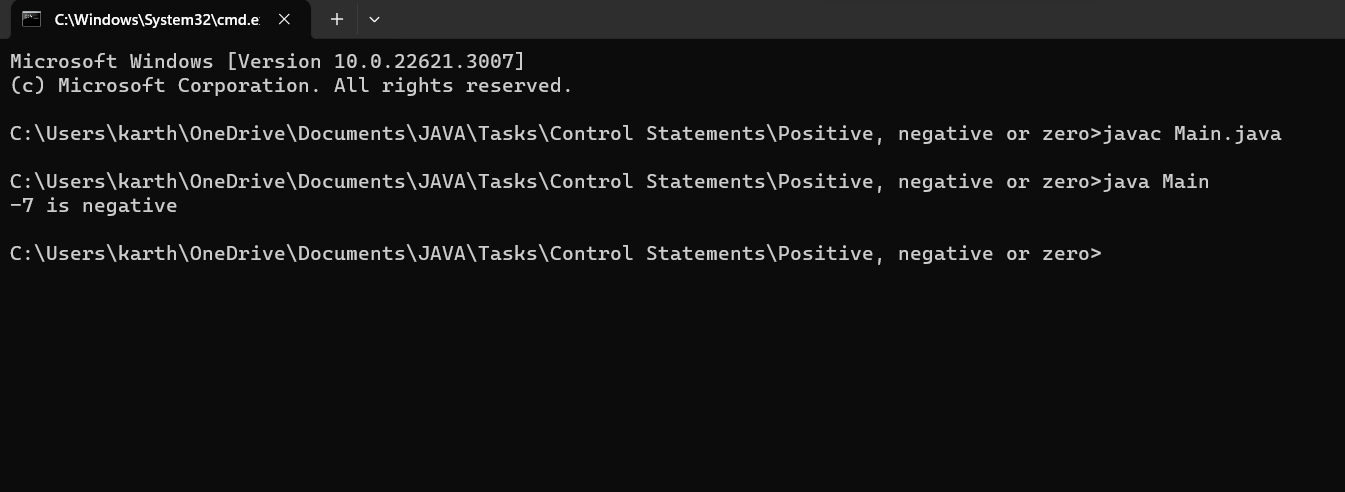 C:\Windows\System32\cmd.e
Microsoft Windows [Version 10.0.22621.3007]
(c) Microsoft Corporation. All rights reserved.
C:\Users\karth\OneDrive\Documents\JAVA\Tasks\Control Statements\Positive, negative or zero>javac Main.java
C:\Users\karth\OneDrive\Documents\JAVA\Tasks\Control Statements\Positive, negative or zero>java Main
-7 is negative
C:\Users\karth\OneDrive\Documents\JAVA\Tasks\Control Statements\Positive, negative or zero>